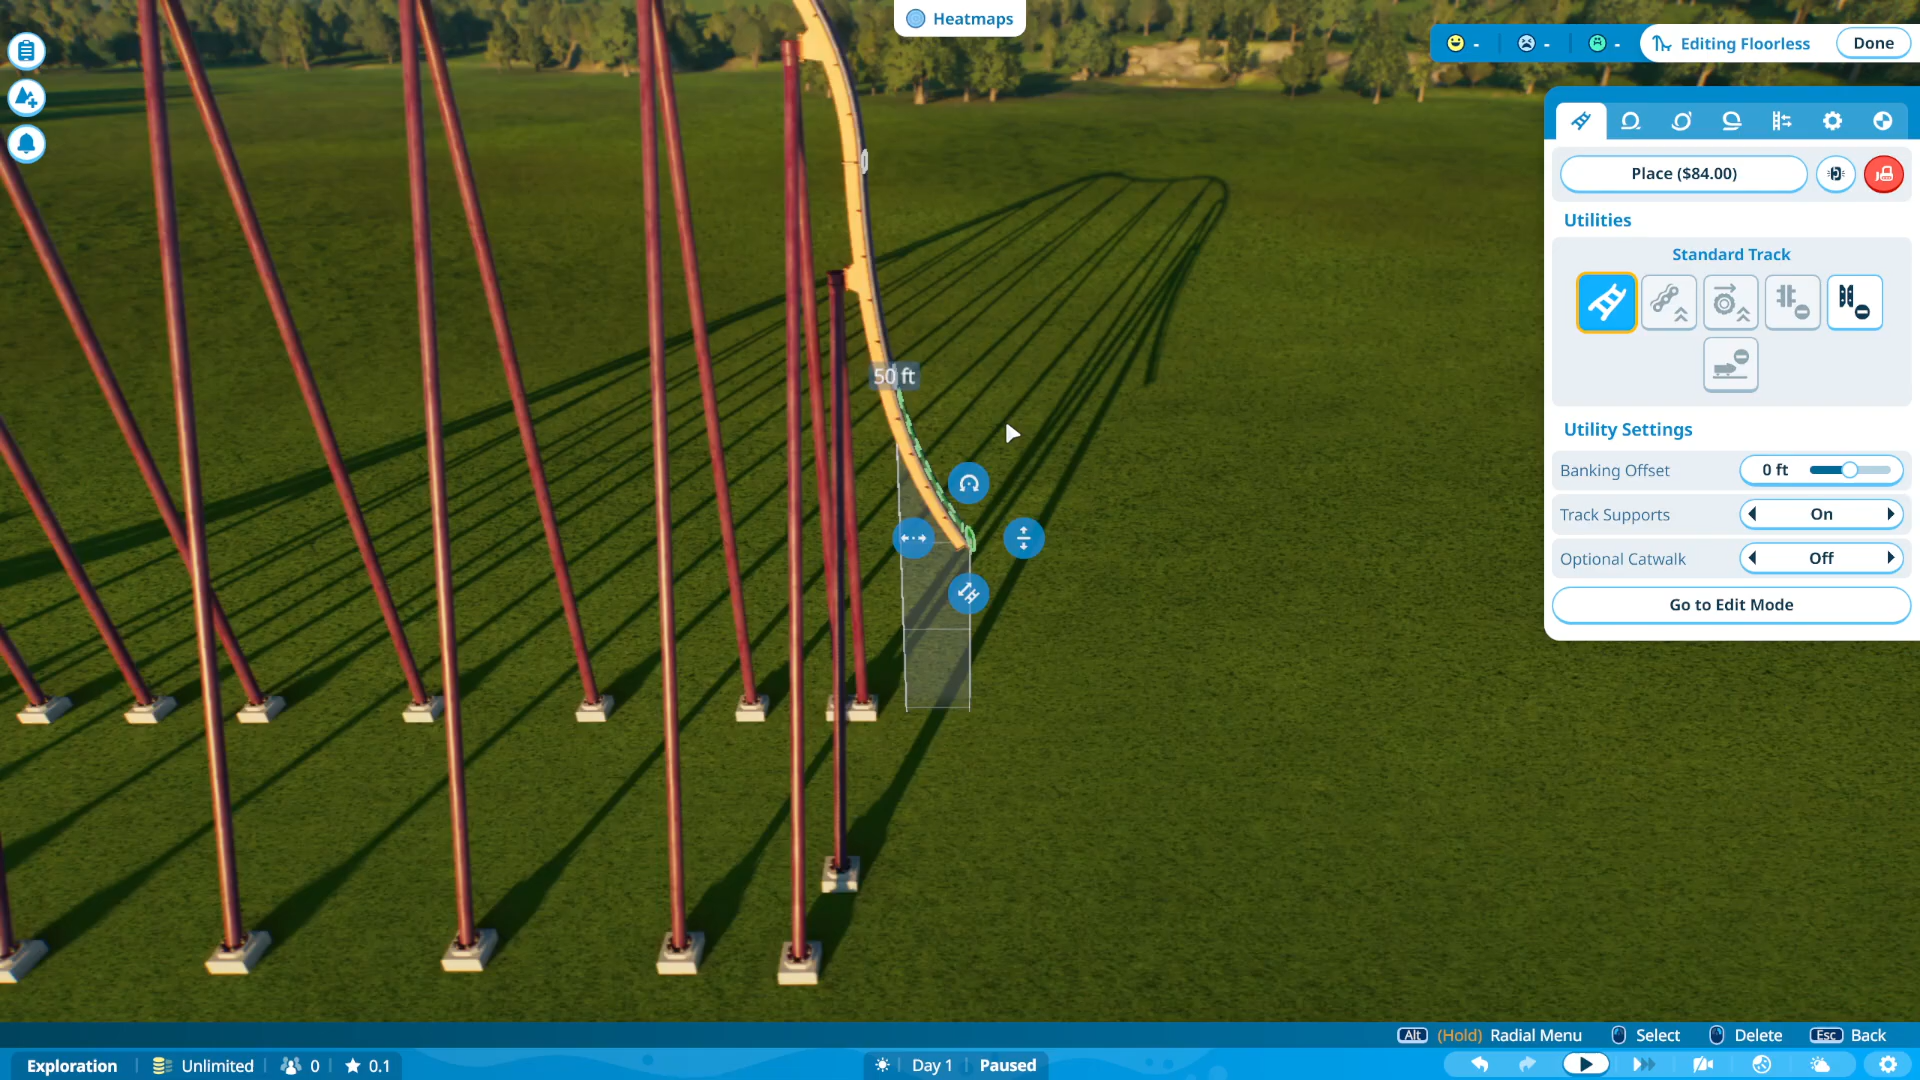 Heatmaps
- - -
Editing Floorless
Done
Place ($84.00)
Utilities
Standard Track
Utility Settings
Banking Offset
0 ft
Track Supports
On
Optional Catwalk
Off
Go to Edit Mode
50 ft
Alt (Hold) Radial Menu Select Delete Esc Back
Exploration Unlimited 0 0.1 Day 1 Paused